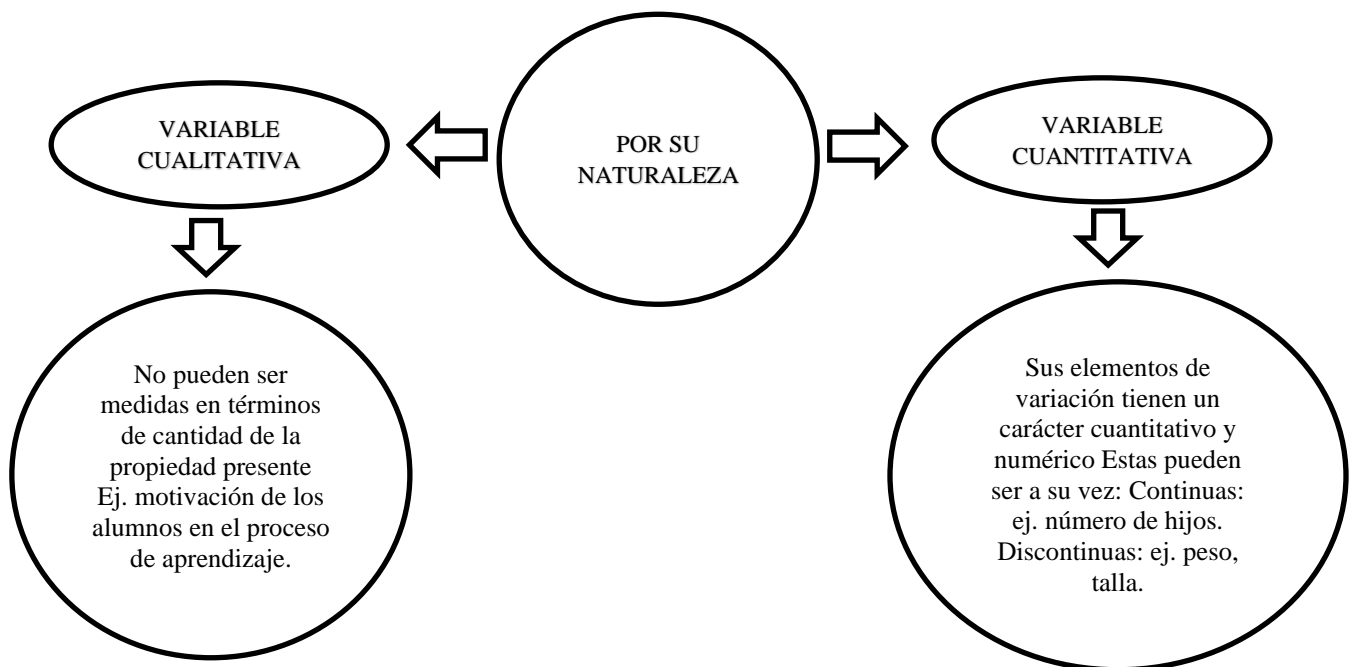 POR SU
NATURALEZA
VARIABLE
CUALITATIVA
No pueden ser
medidas en términos
de cantidad de la
propiedad presente
Ej. motivación de los
alumnos en el proceso
de aprendizaje.
VARIABLE
CUANTITATIVA
Sus elementos de
variación tienen un
carácter cuantitativo y
numérico Estas pueden
ser a su vez: Continuas:
ej. número de hijos.
Discontinuas: ej. peso,
talla.